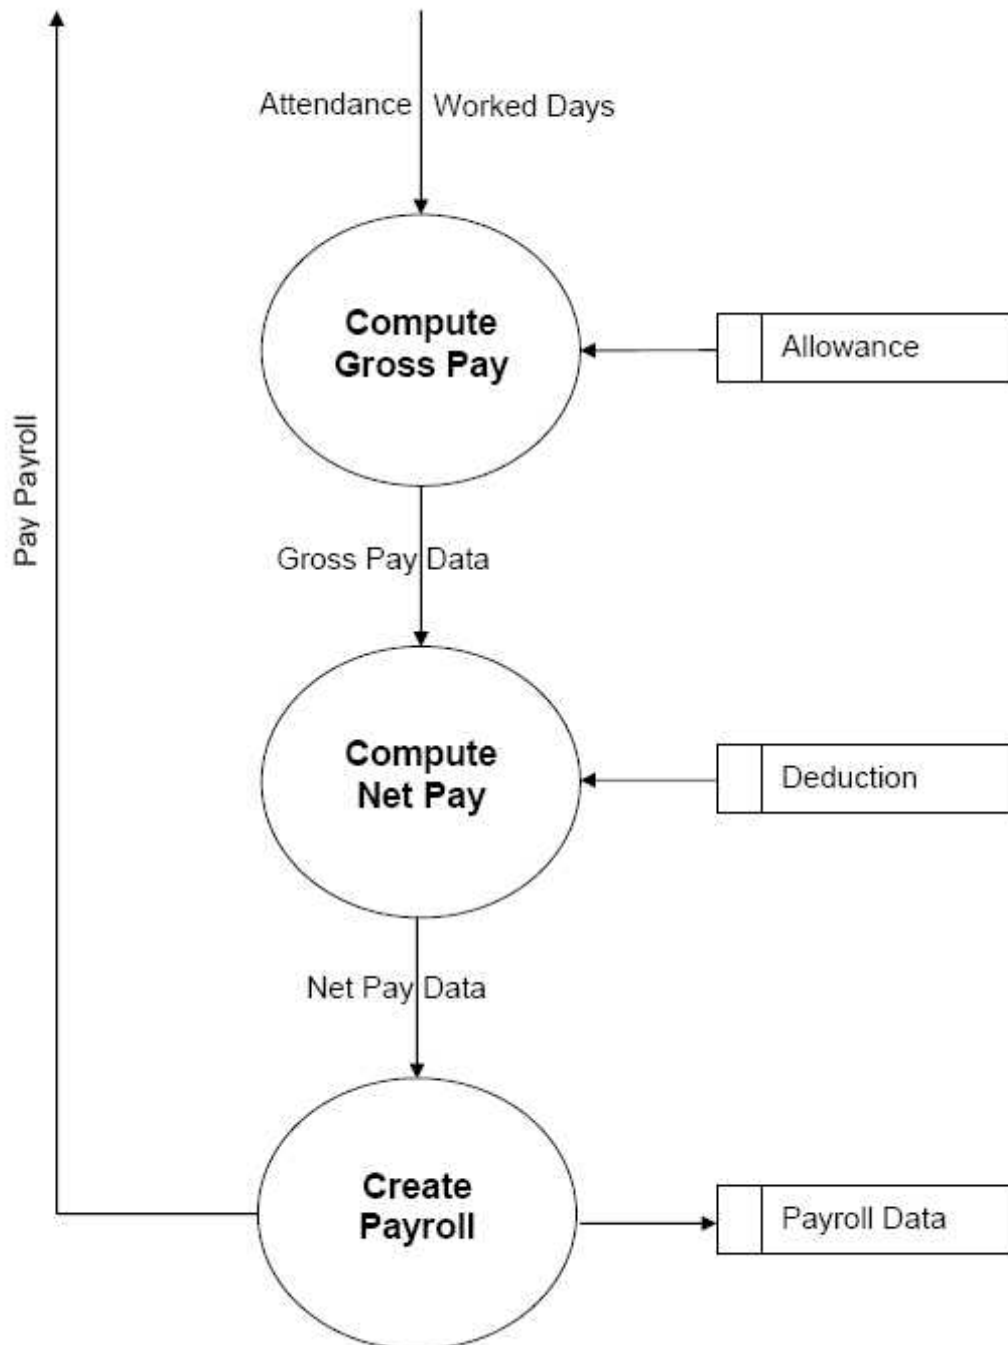 Attendance Worked Days
Compute
Gross Pay
Allowance
Pay Payroll
Gross Pay Data
Compute
Net Pay
Deduction
Net Pay Data
Create
Payroll
Payroll Data